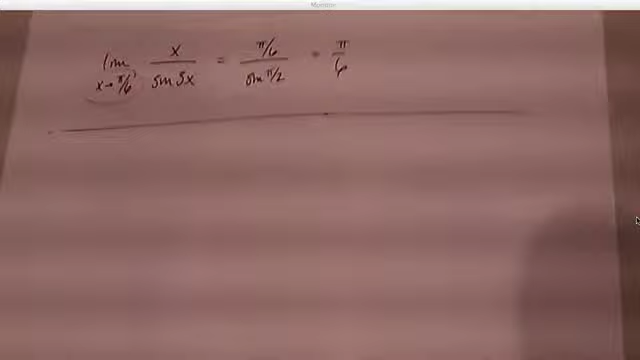 lim x→π/6 x / sin 3x = π/6 / sin π/2 = π/6